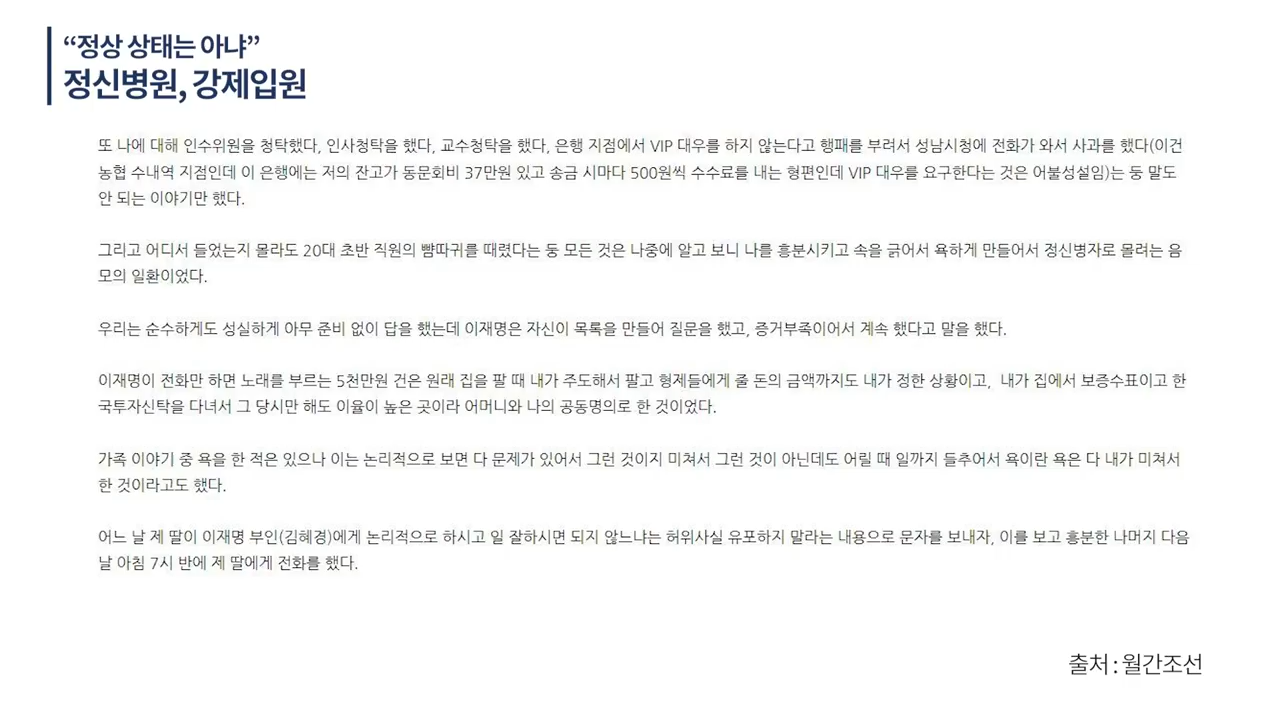 “정상 상태는 아냐”
정신병원, 강제입원
또 나에 대해 인수위원을 청탁했다, 인사청탁을 했다, 교수청탁을 했다, 은행 지점에서 VIP 대우를 하지 않는다고 행패를 부려서 성남시청에 전화가 와서 사과를 했다(이건
농협 수내역 지점인데 이 은행에는 저의 잔고가 동문회비 37만원 있고 송금 시마다 500원씩 수수료를 내는 형편인데 VIP 대우를 요구한다는 것은 어불성설임)는 둥 말도
안 되는 이야기만 했다.
그리고 어디서 들었는지 몰라도 20대 초반 직원의 뺨따귀를 때렸다는 둥 모든 것은 나중에 알고 보니 나를 흥분시키고 속을 긁어서 욕하게 만들어서 정신병자로 몰려는 음
모의 일환이었다.
우리는 순수하게도 성실하게 아무 준비 없이 답을 했는데 이재명은 자신이 목록을 만들어 질문을 했고, 증거부족이어서 계속 했다고 말을 했다.
이재명이 전화만 하면 노래를 부르는 5천만원 건은 원래 집을 팔 때 내가 주도해서 팔고 형제들에게 줄 돈의 금액까지도 내가 정한 상황이고, 내가 집에서 보증수표이고 한
국투자신탁을 다녀서 그 당시만 해도 이율이 높은 곳이라 어머니와 나의 공동명의로 한 것이었다.
가족 이야기 중 욕을 한 적은 있으나 이는 논리적으로 보면 다 문제가 있어서 그런 것이지 미쳐서 그런 것이 아닌데도 어릴 때 일까지 들추어서 욕이란 욕은 다 내가 미쳐서
한 것이라고도 했다.
어느 날 제 딸이 이재명 부인(김혜경)에게 논리적으로 하시고 일 잘하시면 되지 않느냐는 허위사실 유포하지 말라는 내용으로 문자를 보내자, 이를 보고 흥분한 나머지 다음
날 아침 7시 반에 제 딸에게 전화를 했다.
출처 : 월간조선